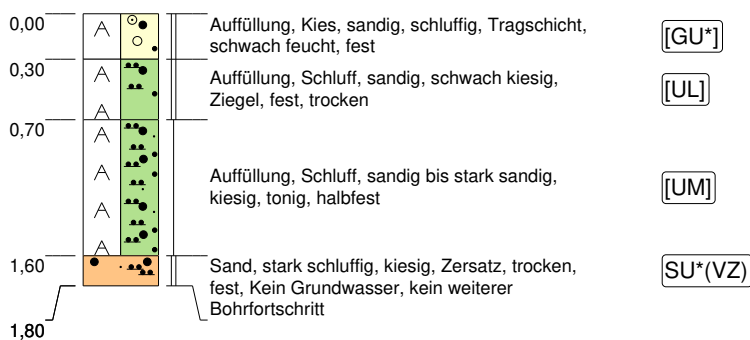 0,00
A
Auffüllung, Kies, sandig, schluffig, Tragschicht,
schwach feucht, fest
[GU*]
0,30
A
Auffüllung, Schluff, sandig, schwach kiesig,
Ziegel, fest, trocken
[UL]
A
0,70
A
A
Auffüllung, Schluff, sandig bis stark sandig,
kiesig, tonig, halbfest
[UM]
A
A
1,60
Sand, stark schluffig, kiesig, Zersatz, trocken,
fest, Kein Grundwasser, kein weiterer
Bohrfortschritt
SU*(VZ)
1,80